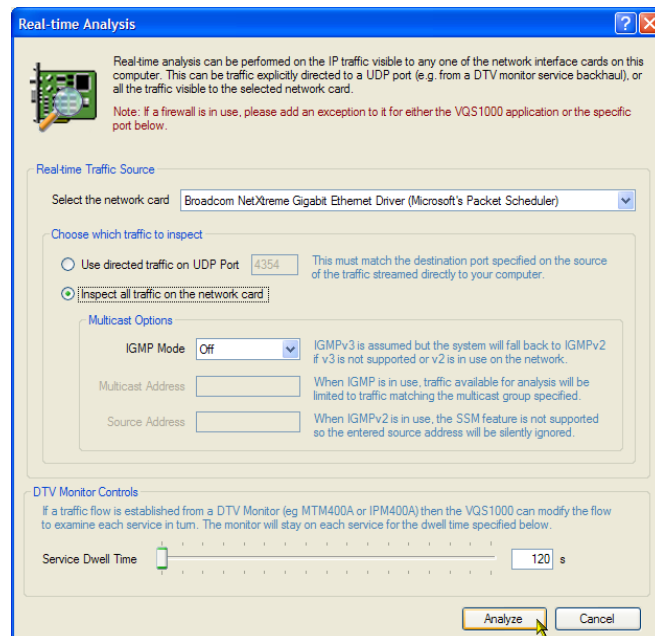 Real-time Analysis
Real-time analysis can be performed on the IP traffic visible to any one of the network interface cards on this
computer. This can be traffic explicitly directed to a UDP port (e.g. from a DTV monitor service backhaul), or
all the traffic visible to the selected network card.
Note: If a firewall is in use, please add an exception to it for either the VQS1000 application or the specific
port below.
Real-time Traffic Source
Select the network card Broadcom NetXtreme Gigabit Ethernet Driver (Microsoft's Packet Scheduler)
Choose which traffic to inspect
Use directed traffic on UDP Port 4354 This must match the destination port specified on the source
of the traffic streamed directly to your computer.
Inspect all traffic on the network card
Multicast Options
IGMP Mode Off IGMPv3 is assumed but the system will fall back to IGMPv2
if v3 is not supported or v2 is in use on the network.
Multicast Address When IGMP is in use, traffic available for analysis will be
limited to traffic matching the multicast group specified.
Source Address When IGMPv2 is in use, the SSM feature is not supported
so the entered source address will be silently ignored.
DTV Monitor Controls
If a traffic flow is established from a DTV Monitor (eg MTM400A or IPM400A) then the VQS1000 can modify the flow
to examine each service in turn. The monitor will stay on each service for the dwell time specified below.
Service Dwell Time 120 s
Analyze Cancel